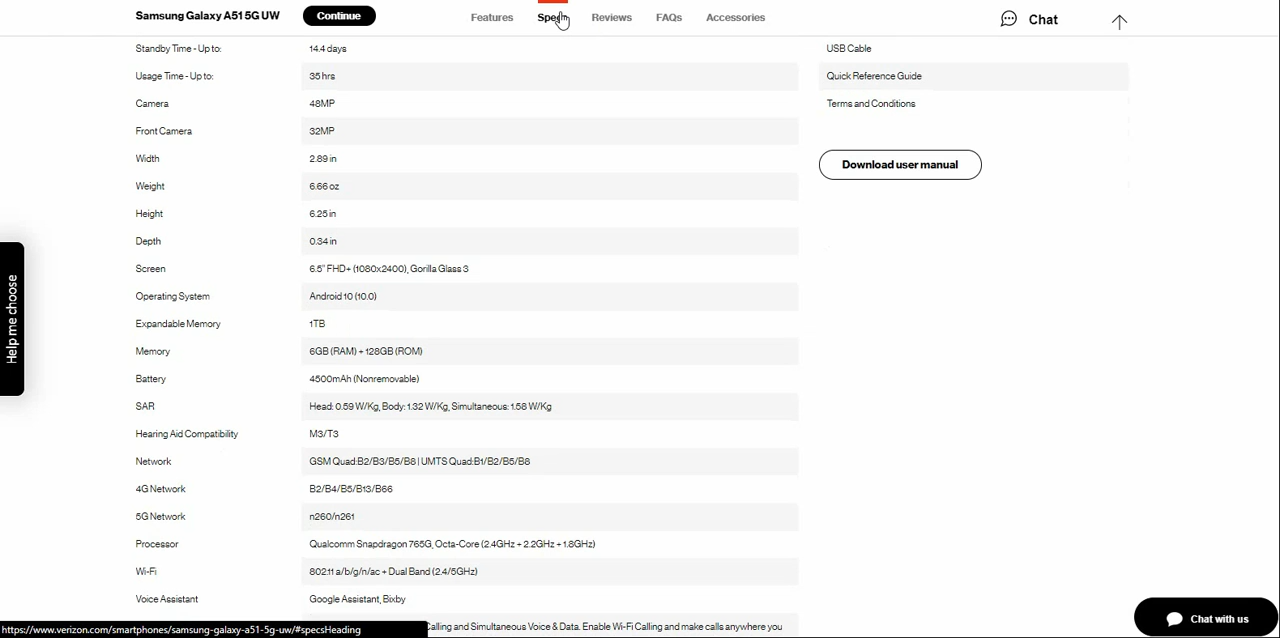 Samsung Galaxy A51 5G UW
Continue
Features
Specs
Reviews
FAQs
Accessories
Chat
Standby Time - Up to: 14.4 days
Usage Time - Up to: 35 hrs
Camera 48MP
Front Camera 32MP
Width 2.89 in
Weight 6.66 oz
Height 6.25 in
Depth 0.34 in
Screen 6.5" FHD+ (1080x2400), Gorilla Glass 3
Operating System Android 10 (10.0)
Expandable Memory 1TB
Memory 6GB (RAM) + 128GB (ROM)
Battery 4500mAh (Nonremovable)
SAR Head: 0.59 W/Kg, Body: 1.32 W/Kg, Simultaneous: 1.58 W/Kg
Hearing Aid Compatibility M3/T3
Network GSM Quad:B2/B3/B5/B8 | UMTS Quad:B1/B2/B5/B8
4G Network B2/B4/B5/B13/B66
5G Network n260/n261
Processor Qualcomm Snapdragon 765G, Octa-Core (2.4GHz + 2.2GHz + 1.8GHz)
Wi-Fi 802.11 a/b/g/n/ac + Dual Band (2.4/5GHz)
Voice Assistant Google Assistant, Bixby
Calling and Simultaneous Voice & Data. Enable Wi-Fi Calling and make calls anywhere you
USB Cable
Quick Reference Guide
Terms and Conditions
Download user manual
Help me choose
https://www.verizon.com/smartphones/samsung-galaxy-a51-5g-uw/#specsHeading
Chat with us